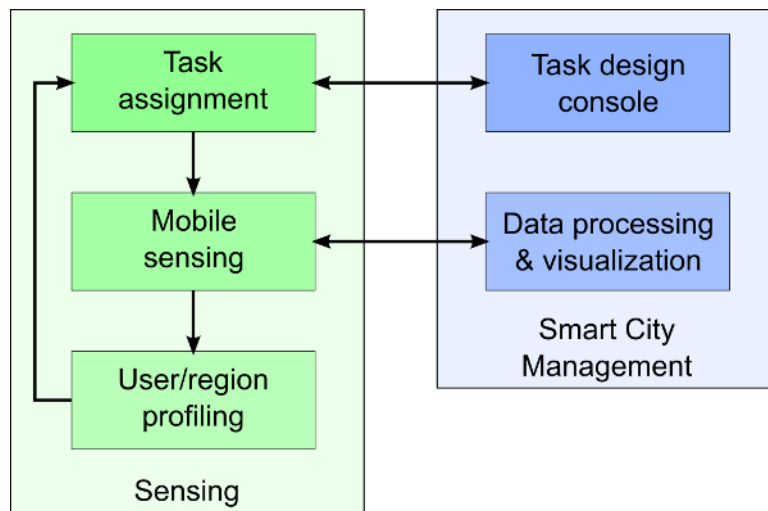 Task
assignment
Task design
console
Mobile
sensing
Data processing
& visualization
User/region
profiling
Smart City
Management
Sensing